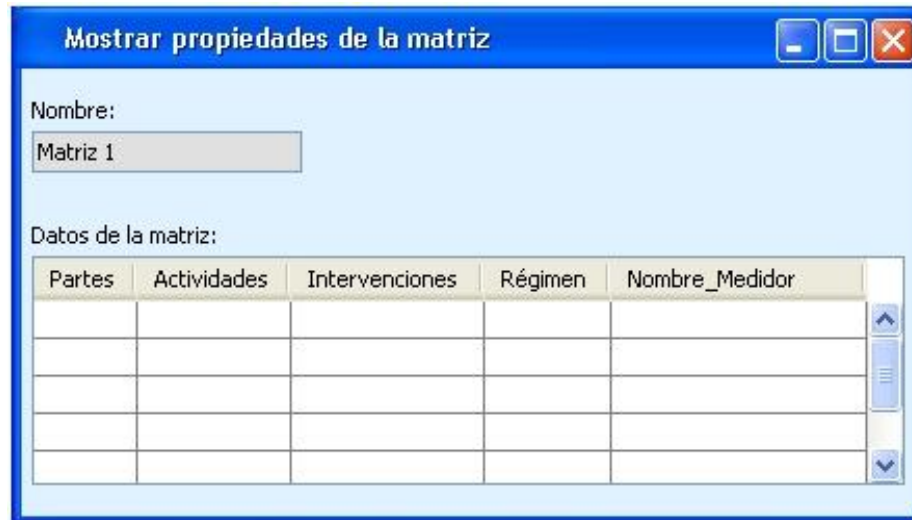 Mostrar propiedades de la matriz
Nombre:
Matriz 1
Datos de la matriz:
Partes Actividades Intervenciones Régimen Nombre_Medidor